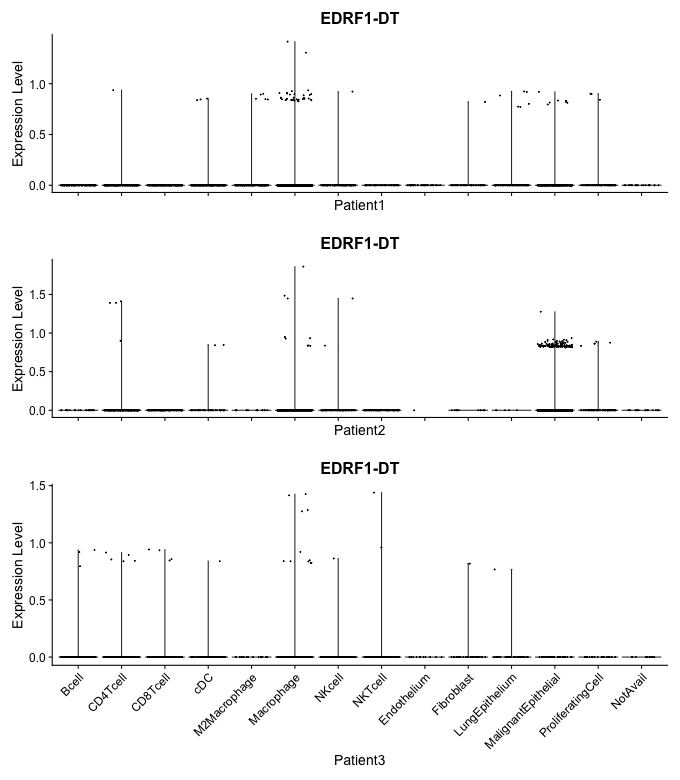 EDRF1-DT
Expression Level
1.0
0.5
0.0
Patient1
EDRF1-DT
Expression Level
1.5
1.0
0.5
0.0
Patient2
EDRF1-DT
Expression Level
1.5
1.0
0.5
0.0
Bcell
CD4Tcell
CD8Tcell
cDC
M2Macrophage
Macrophage
NKcell
NKTcell
Endothelium
Fibroblast
LungEpithelium
MalignantEpithelial
ProliferatingCell
NotAvail
Patient3